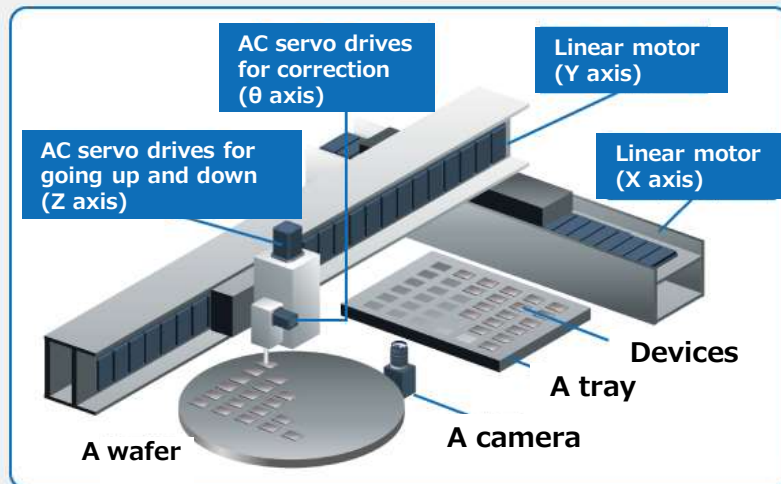 AC servo drives
for correction
(θ axis)
Linear motor
(Y axis)
AC servo drives for
going up and down
(Z axis)
Linear motor
(X axis)
Devices
A tray
A camera
A wafer